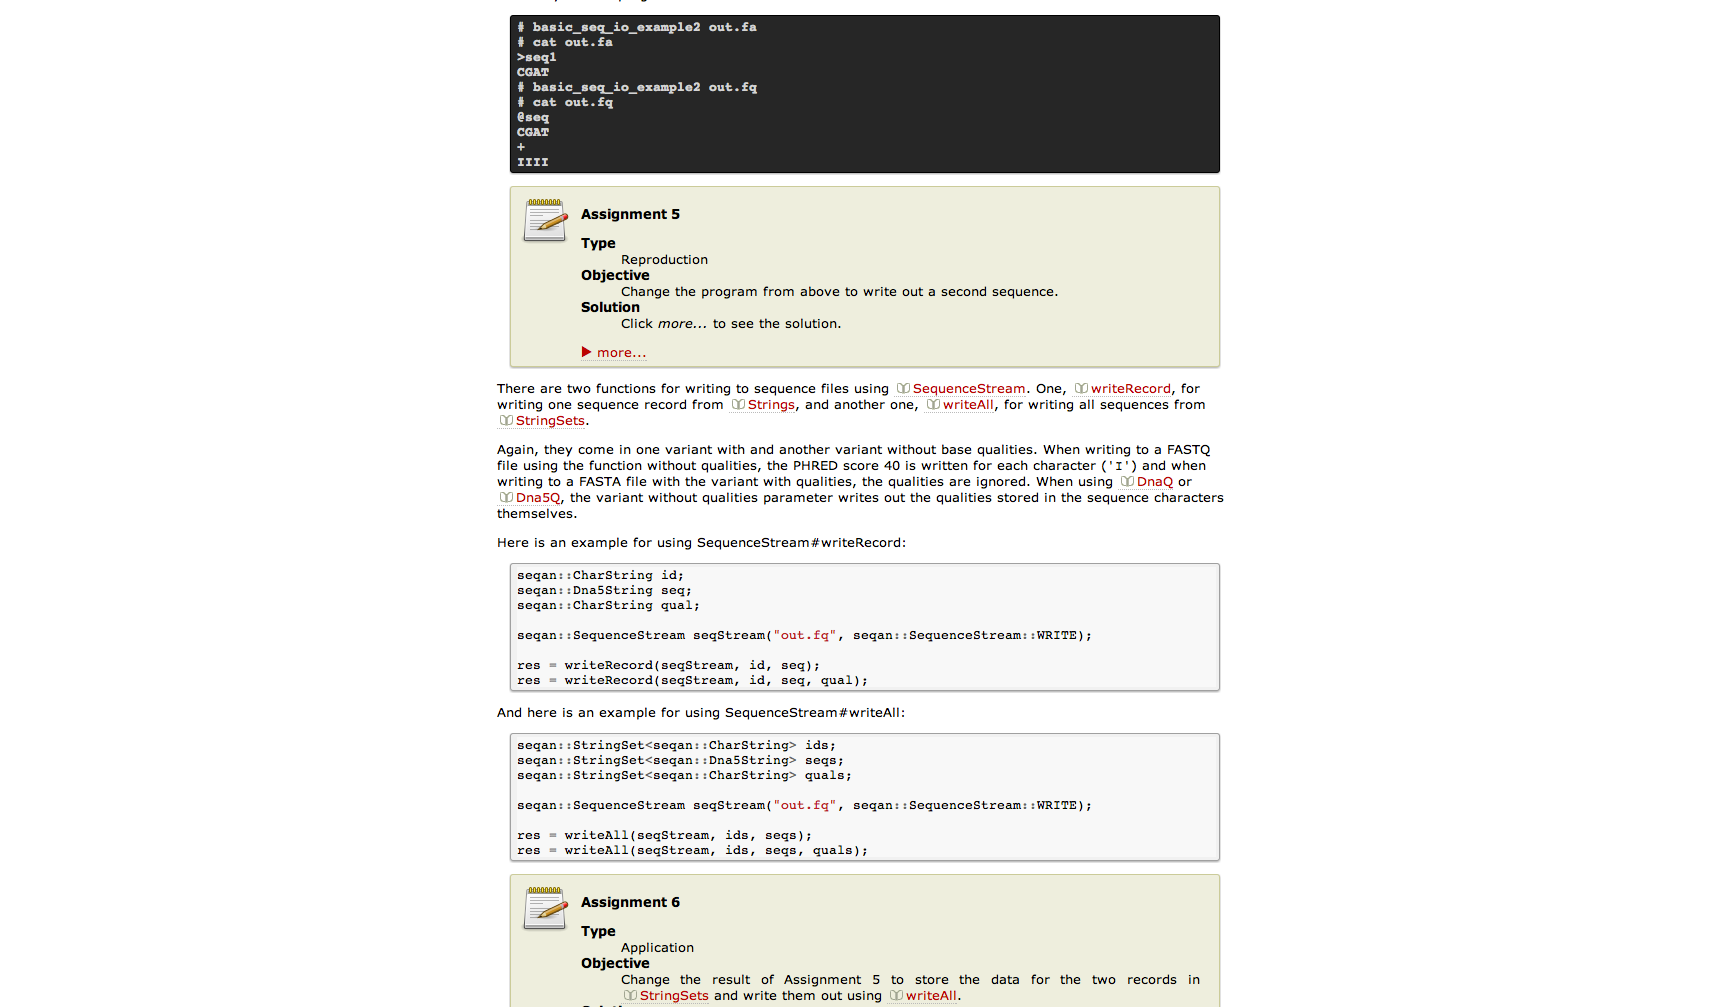 # basic_seq_io_example2 out.fa
# cat out.fa
>seq1
CGAT
# basic_seq_io_example2 out.fq
# cat out.fq
@seq
CGAT
+
IIII
Assignment 5
Type
Reproduction
Objective
Change the program from above to write out a second sequence.
Solution
Click more... to see the solution.
more...
There are two functions for writing to sequence files using SequenceStream. One, writeRecord, for
writing one sequence record from Strings, and another one, writeAll, for writing all sequences from
StringSets.
Again, they come in one variant with and another variant without base qualities. When writing to a FASTQ
file using the function without qualities, the PHRED score 40 is written for each character ('I') and when
writing to a FASTA file with the variant with qualities, the qualities are ignored. When using DnaQ or
Dna5Q, the variant without qualities parameter writes out the qualities stored in the sequence characters
themselves.
Here is an example for using SequenceStream#writeRecord:
seqan::CharString id;
seqan::Dna5String seq;
seqan::CharString qual;
seqan::SequenceStream seqStream("out.fq", seqan::SequenceStream::WRITE);
res = writeRecord(seqStream, id, seq);
res = writeRecord(seqStream, id, seq, qual);
And here is an example for using SequenceStream#writeAll:
seqan::StringSet<seqan::CharString> ids;
seqan::StringSet<seqan::Dna5String> seqs;
seqan::StringSet<seqan::CharString> quals;
seqan::SequenceStream seqStream("out.fq", seqan::SequenceStream::WRITE);
res = writeAll(seqStream, ids, seqs);
res = writeAll(seqStream, ids, seqs, quals);
Assignment 6
Type
Application
Objective
Change the result of Assignment 5 to store the data for the two records in
StringSets and write them out using writeAll.